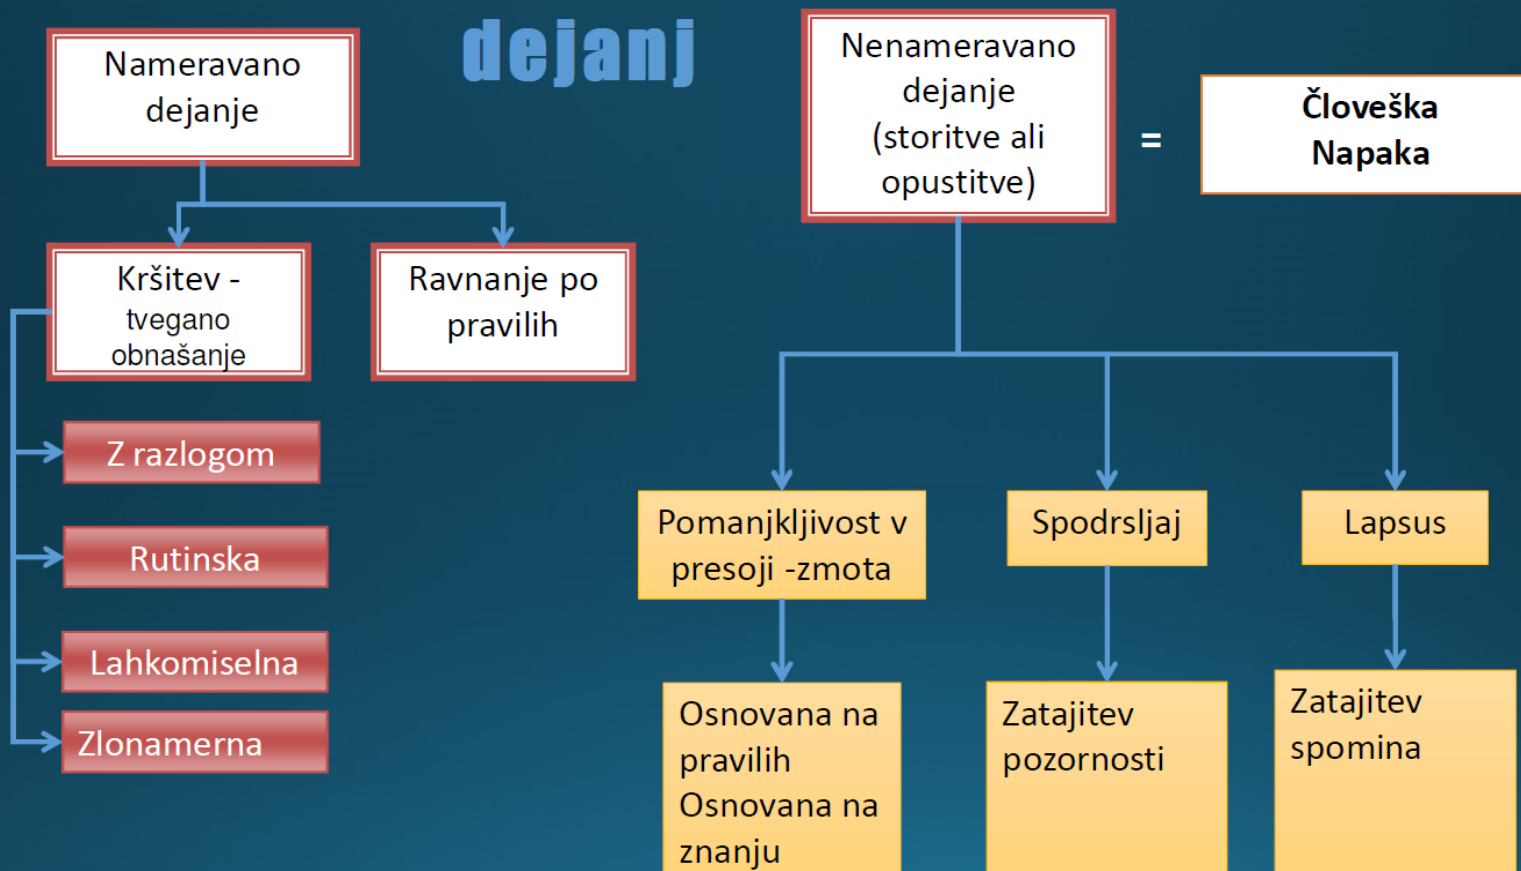 dejanj
Nameravano
dejanje
Kršitev -
tvegano
obnašanje
Ravnanje po
pravilih
Z razlogom
Rutinska
Lahkomiselna
Zlonamerna
Nenameravano
dejanje
(storitve ali
opustitve)
=
Človeška
Napaka
Pomanjkljivost v
presoji -zmota
Osnovana na
pravilih
Osnovana na
znanju
Spodrsljaj
Zatajitev
pozornosti
Lapsus
Zatajitev
spomina